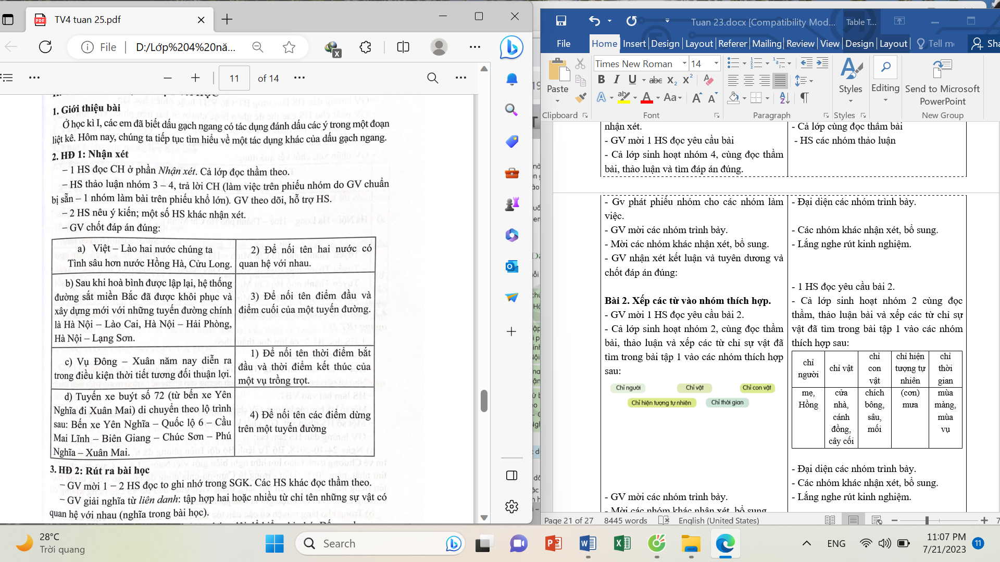 TV4 tuan 25.pdf
File
D:/Lớp%204%20nă...
11
of 14
1. Giới thiệu bài
Ở học kì I, các em đã biết dấu gạch ngang có tác dụng đánh dấu các ý trong một đoạn
liệt kê. Hôm nay, chúng ta tiếp tục tìm hiểu về một tác dụng khác của dấu gạch ngang.
2. HĐ 1: Nhận xét
– 1 HS đọc CH ở phần Nhận xét. Cả lớp đọc thầm theo.
– HS thảo luận nhóm 3 – 4, trả lời CH (làm việc trên phiếu nhóm do GV chuẩn
bị sẵn – 1 nhóm làm bài trên phiếu khổ lớn). GV theo dõi, hỗ trợ HS.
– 2 HS nêu ý kiến; một số HS khác nhận xét.
– GV chốt đáp án đúng:
a) Việt – Lào hai nước chúng ta
Tình sâu hơn nước Hồng Hà, Cửu Long.
2) Để nối tên hai nước có
quan hệ với nhau.
b) Sau khi hoà bình được lập lại, hệ thống
đường sắt miền Bắc đã được khôi phục và
xây dựng mới với những tuyến đường chính
là Hà Nội – Lào Cai, Hà Nội – Hải Phòng,
Hà Nội – Lạng Sơn.
3) Để nối tên điểm đầu và
điểm cuối của một tuyến đường.
c) Vụ Đông – Xuân năm nay diễn ra
trong điều kiện thời tiết tương đối thuận lợi.
1) Để nối tên thời điểm bắt
đầu và thời điểm kết thúc của
một vụ trồng trọt.
d) Tuyến xe buýt số 72 (từ bến xe Yên
Nghĩa đi Xuân Mai) di chuyển theo lộ trình
sau: Bến xe Yên Nghĩa – Quốc lộ 6 – Cầu
Mai Lĩnh – Biên Giang – Chúc Sơn – Phú
Nghĩa – Xuân Mai.
4) Để nối tên các điểm dừng
trên một tuyến đường
3. HĐ 2: Rút ra bài học
– GV mời 1 – 2 HS đọc to ghi nhớ trong SGK. Các HS khác đọc thầm theo.
– GV giải nghĩa từ liên danh: tập hợp hai hoặc nhiều từ chỉ tên những sự vật có
quan hệ với nhau (nghĩa trong bài học).
Tuan 23.docx [Compatibility Mod...
Table T...
File Home Insert Design Layout Referer Mailing Review View Design Layout Tell me Sha
Times New Roman 14
Paste
Styles
Editing
Send to Microsoft
PowerPoint
Clipboard Font Paragraph Styles New Group
nhận xét.
- GV mời 1 HS đọc yêu cầu bài
- Cả lớp sinh hoạt nhóm 4, cùng đọc thầm
bài, thảo luận và tìm đáp án đúng.
- Cả lớp cùng đọc thầm bài
- HS các nhóm thảo luận
- Gv phát phiếu nhóm cho các nhóm làm
việc.
- GV mời các nhóm trình bày.
- Mời các nhóm khác nhận xét, bổ sung.
- GV nhận xét kết luận và tuyên dương và
chốt đáp án đúng:
Bài 2. Xếp các từ vào nhóm thích hợp.
- GV mời 1 HS đọc yêu cầu bài 2.
- Cả lớp sinh hoạt nhóm 2, cùng đọc thầm
bài, thảo luận và xếp các từ chỉ sự vật đã
tìm trong bài tập 1 vào các nhóm thích hợp
sau:
Chỉ người Chỉ vật Chỉ con vật
Chỉ hiện tượng tự nhiên Chỉ thời gian
- GV mời các nhóm trình bày.
- Mời các nhóm khác nhận xét, bổ sung.
- Đại diện các nhóm trình bày.
- Các nhóm khác nhận xét, bổ sung.
- Lắng nghe rút kinh nghiệm.
- 1 HS đọc yêu cầu bài 2.
- Cả lớp sinh hoạt nhóm 2 cùng đọc
thầm, thảo luận bài và xếp các từ chỉ sự
vật đã tìm trong bài tập 1 vào các nhóm
thích hợp sau:
chỉ
người
chỉ vật
chỉ
con
vật
chỉ hiện
tượng tự
nhiên
chỉ
thời
gian
mẹ,
Hồng
cửa
nhà,
cánh
đồng,
cây cối
chích
bông,
sâu,
mối
(cơn)
mưa
mùa
màng,
mùa
vụ
- Đại diện các nhóm trình bày.
- Các nhóm khác nhận xét, bổ sung.
- Lắng nghe rút kinh nghiệm.
Page 21 of 27 8445 words English (United States)
28°C
Trời quang
Search
ENG
11:07 PM
7/21/2023
11